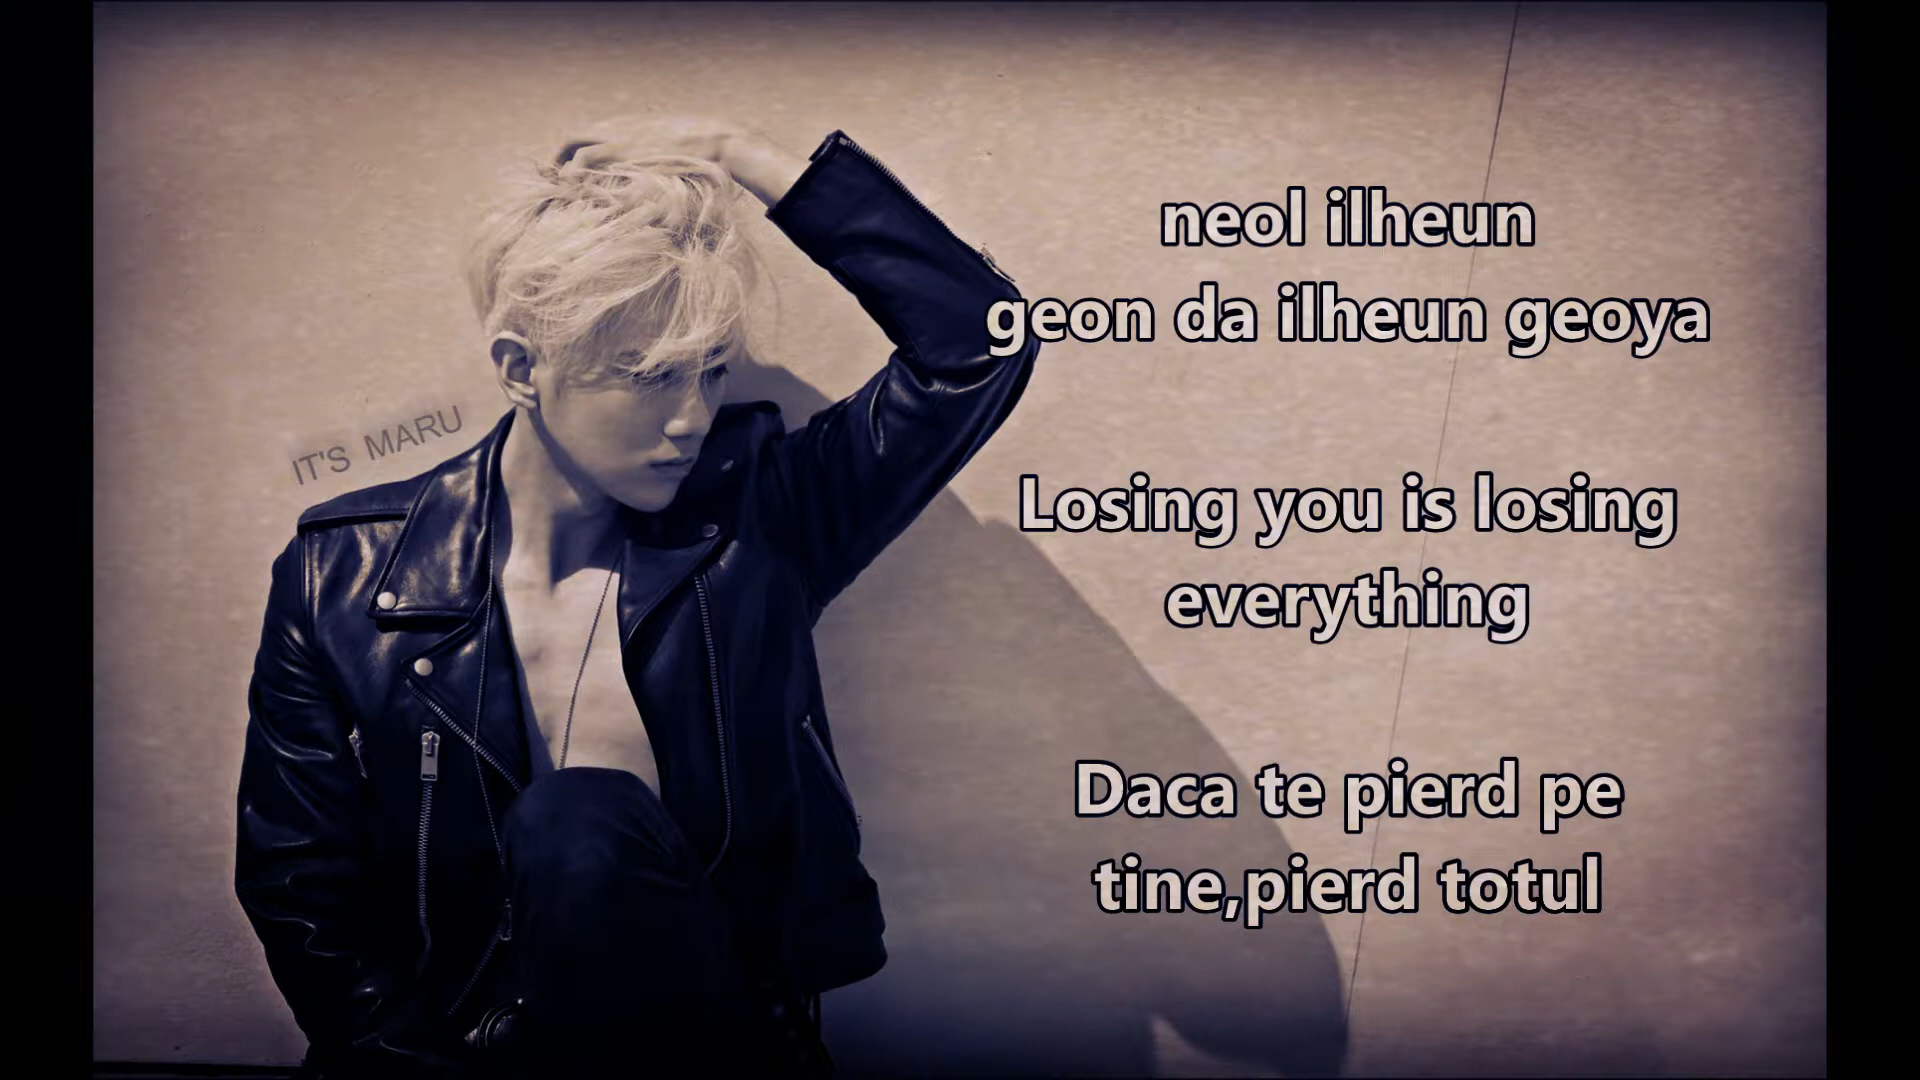 neol ilheun
geon da ilheun geoya
IT'S MARU
Losing you is losing
everything
Daca te pierd pe
tine,pierd totul